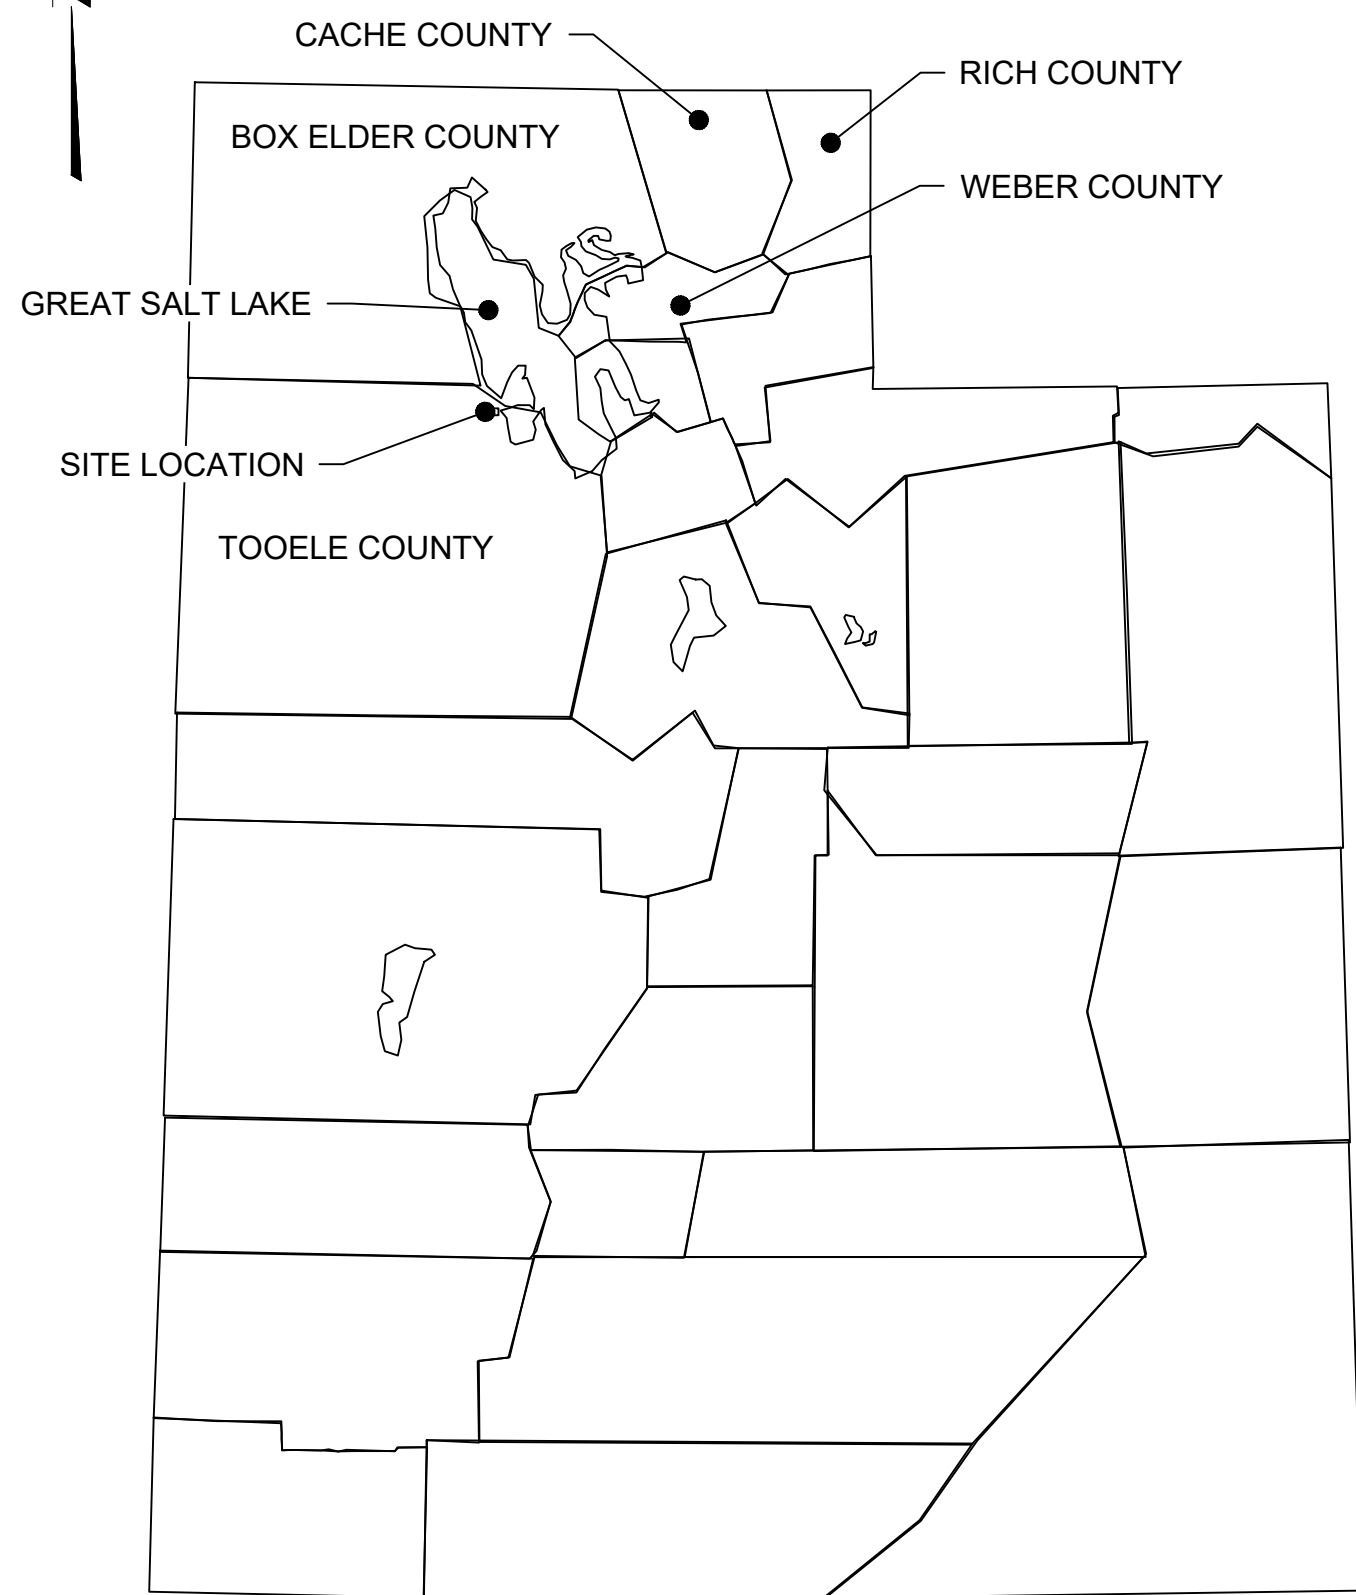 CACHE COUNTY
RICH COUNTY
BOX ELDER COUNTY
WEBER COUNTY
GREAT SALT LAKE
SITE LOCATION
TOOELE COUNTY